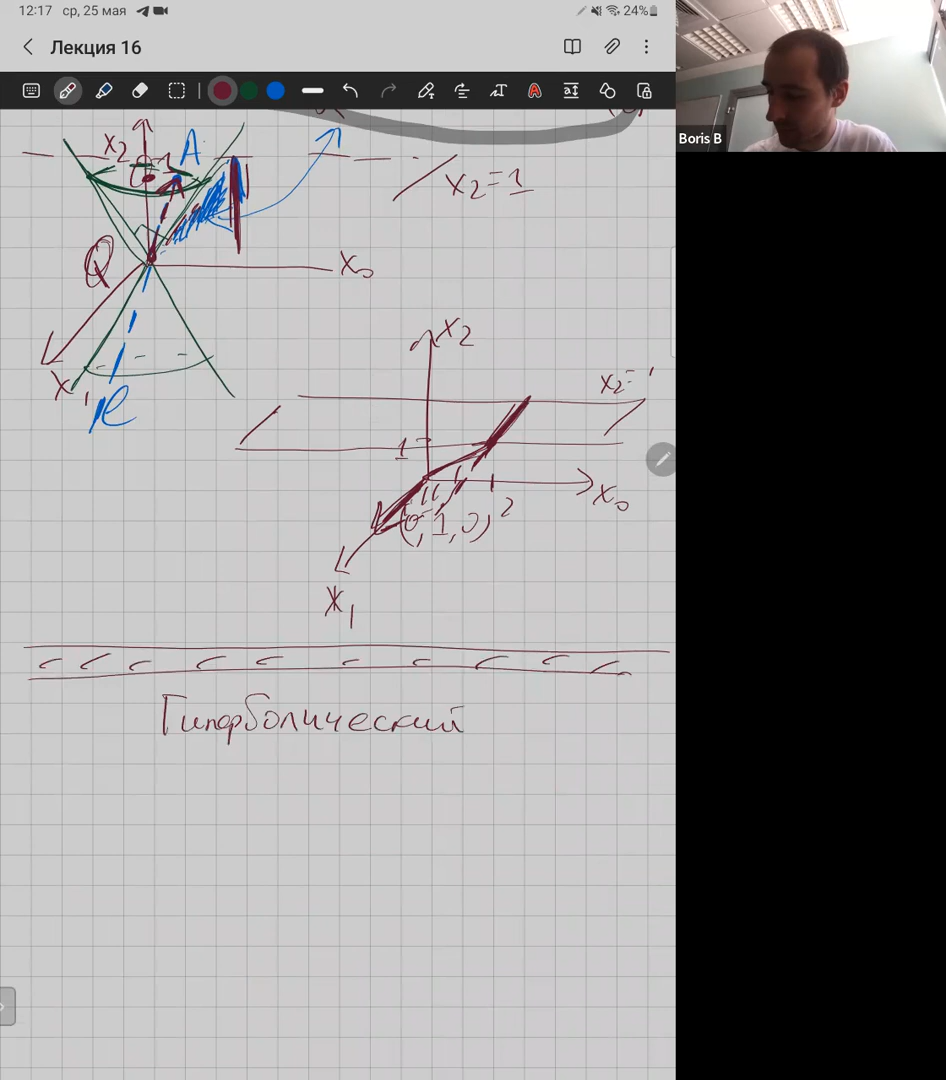 12:17 ср, 25 мая 24%
Лекция 16
Boris B
x2 A
x2=1
Q
x0
x1
x2
x2=1
1
x0
2
(0,1,0)
x1
Гиперболический